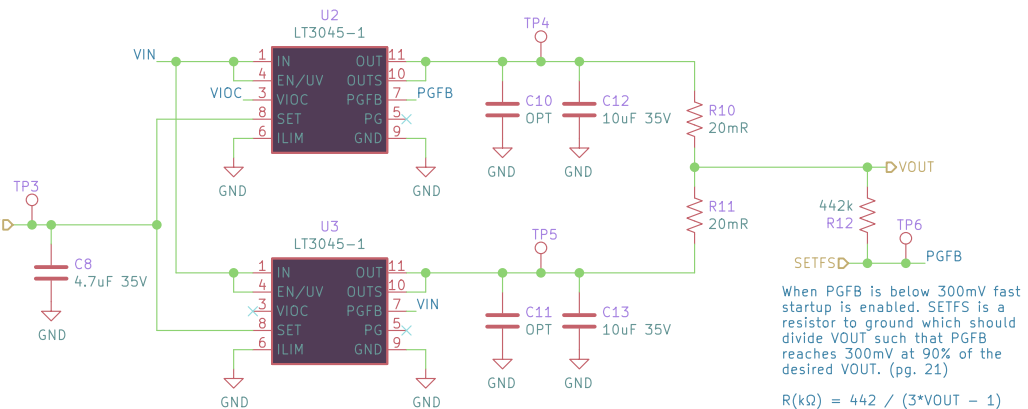 U2
LT3045-1
TP4
VIN
1 IN OUT 11
4 EN/UV OUTS 10
VIOC 3 VIOC PGFB 7 PGFB
8 SET PG 5
6 ILIM GND 9
C10
OPT
C12
10uF 35V
R10
20mR
GND GND GND GND
VOUT
TP3
U3
LT3045-1
TP5
R11
20mR
442k
R12
TP6
PGFB
SETFS
C8
4.7uF 35V
GND
1 IN OUT 11
4 EN/UV OUTS 10
3 VIOC PGFB 7 VIN
8 SET PG 5
6 ILIM GND 9
C11
OPT
C13
10uF 35V
GND GND GND GND
When PGFB is below 300mV fast
startup is enabled. SETFS is a
resistor to ground which should
divide VOUT such that PGFB
reaches 300mV at 90% of the
desired VOUT. (pg. 21)
R(kΩ) = 442 / (3*VOUT - 1)